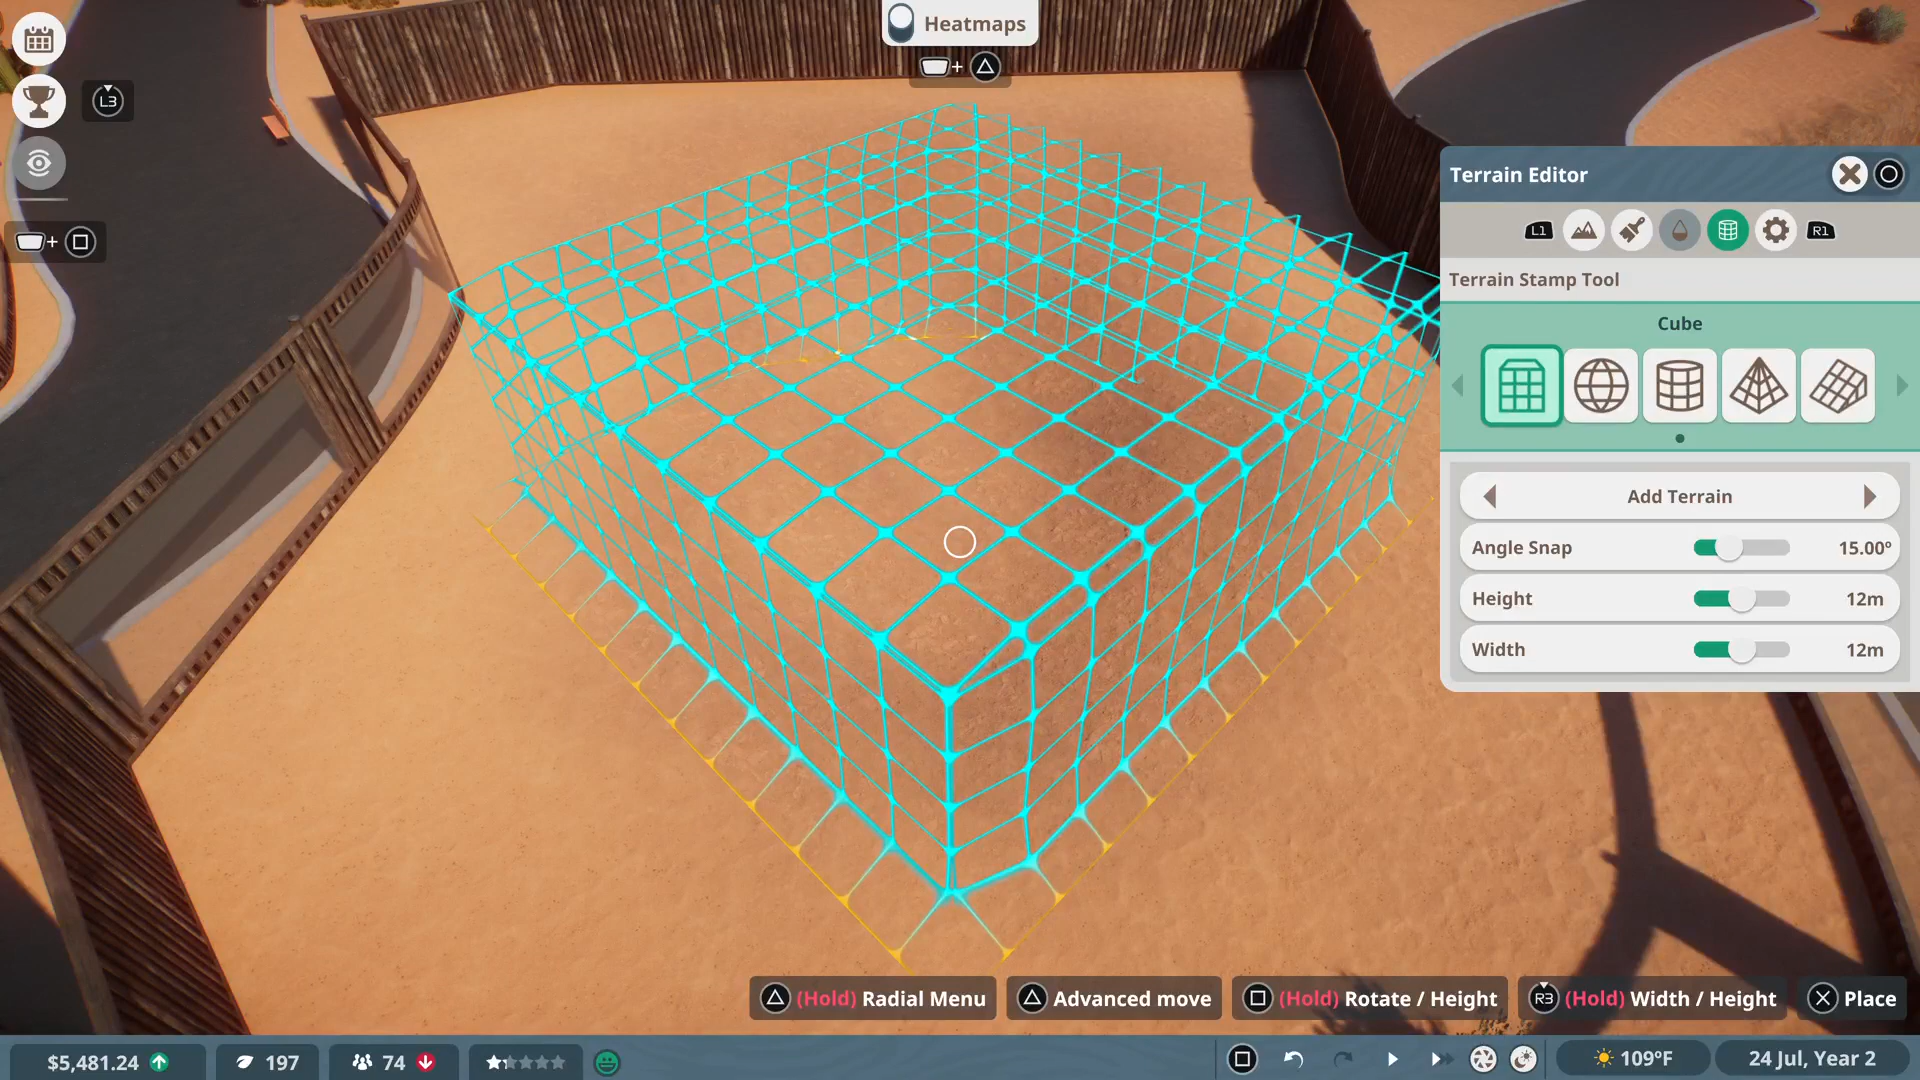 Heatmaps
+
L3
+
Terrain Editor
L1
R1
Terrain Stamp Tool
Cube
Add Terrain
Angle Snap 15.00º
Height 12m
Width 12m
(Hold) Radial Menu
Advanced move
(Hold) Rotate / Height
R3 (Hold) Width / Height
Place
$5,481.24
197
74
109°F
24 Jul, Year 2